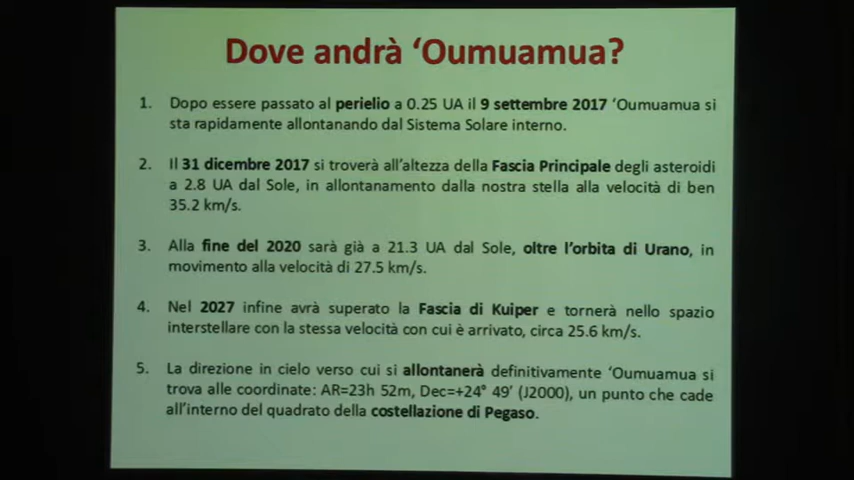 Dove andrà ‘Oumuamua?
1. Dopo essere passato al perielio a 0.25 UA il 9 settembre 2017 ‘Oumuamua si
sta rapidamente allontanando dal Sistema Solare interno.
2. Il 31 dicembre 2017 si troverà all’altezza della Fascia Principale degli asteroidi
a 2.8 UA dal Sole, in allontanamento dalla nostra stella alla velocità di ben
35.2 km/s.
3. Alla fine del 2020 sarà già a 21.3 UA dal Sole, oltre l’orbita di Urano, in
movimento alla velocità di 27.5 km/s.
4. Nel 2027 infine avrà superato la Fascia di Kuiper e tornerà nello spazio
interstellare con la stessa velocità con cui è arrivato, circa 25.6 km/s.
5. La direzione in cielo verso cui si allontanerà definitivamente ‘Oumuamua si
trova alle coordinate: AR=23h 52m, Dec=+24° 49’ (J2000), un punto che cade
all’interno del quadrato della costellazione di Pegaso.